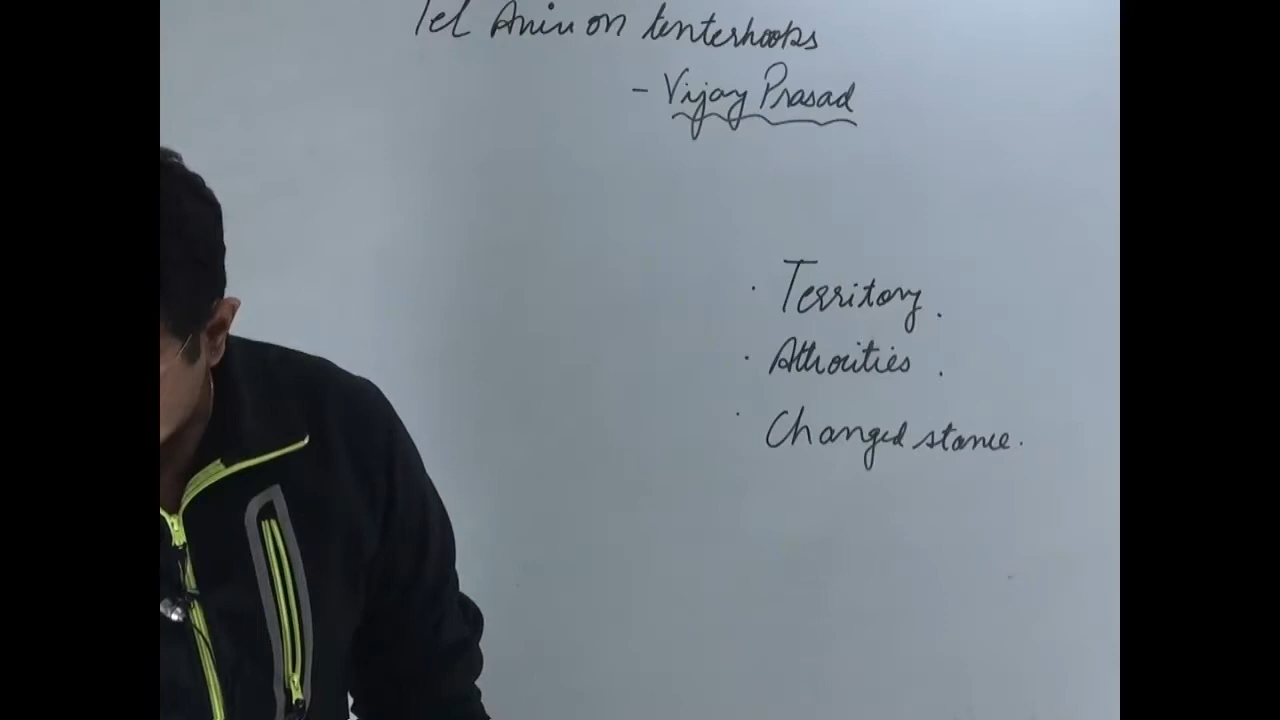 Tel Aviv on tenterhooks
- Vijay Prasad
· Territory.
· Athorities.
· Changed stance.